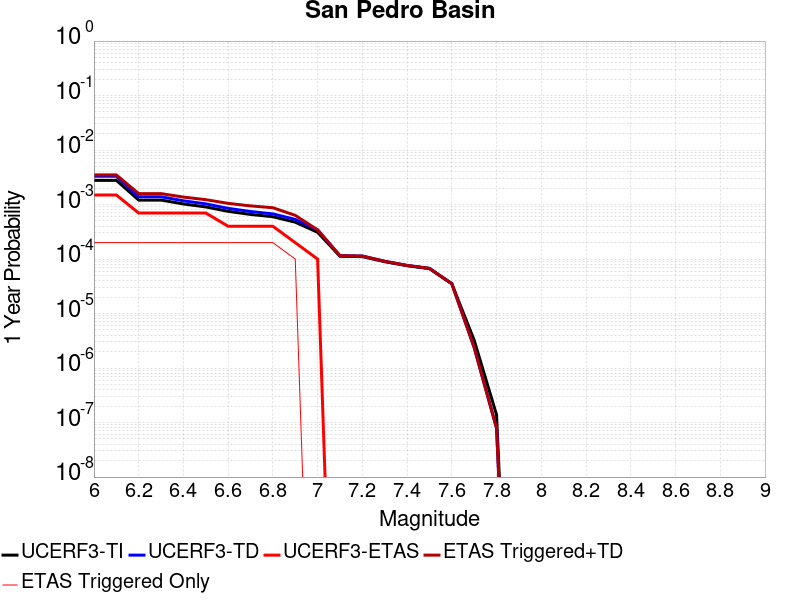 San Pedro Basin
10^0
10^-1
10^-2
10^-3
10^-4
10^-5
10^-6
10^-7
10^-8
1 Year Probability
6 6.2 6.4 6.6 6.8 7 7.2 7.4 7.6 7.8 8 8.2 8.4 8.6 8.8 9
Magnitude
UCERF3-TI UCERF3-TD UCERF3-ETAS ETAS Triggered+TD
ETAS Triggered Only